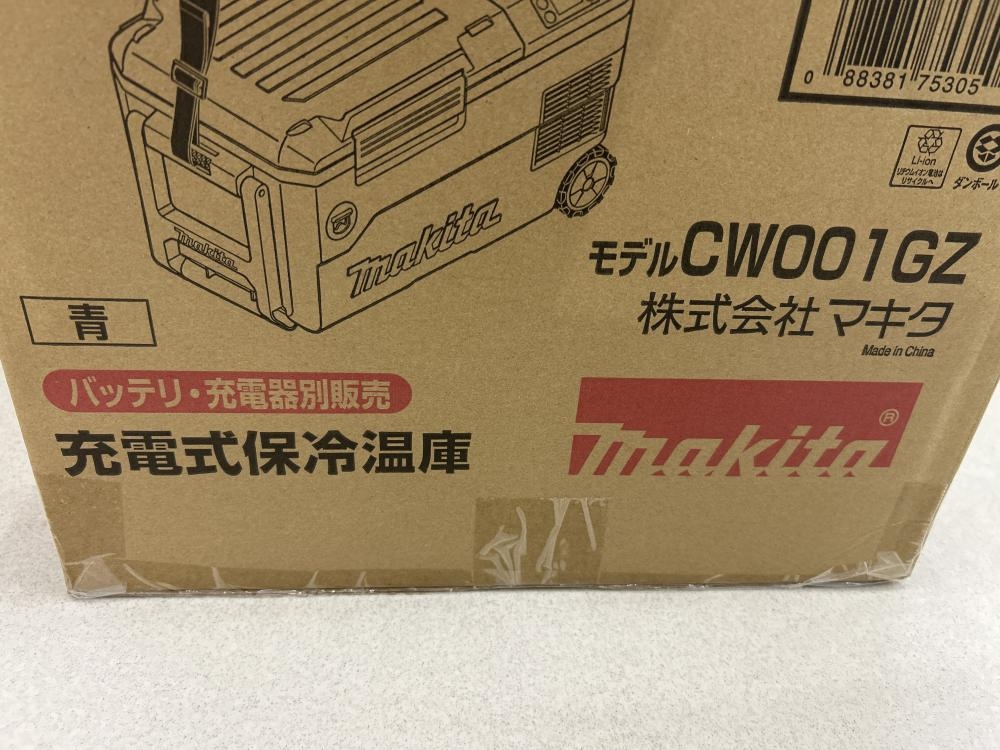 0 88381 75305
Li-ion
リチウムイオン電池は
リサイクルへ
ダンボール
makita
Makita
モデルCW001GZ
株式会社マキタ
Made in China
青
バッテリ・充電器別販売
充電式保冷温庫
makita®